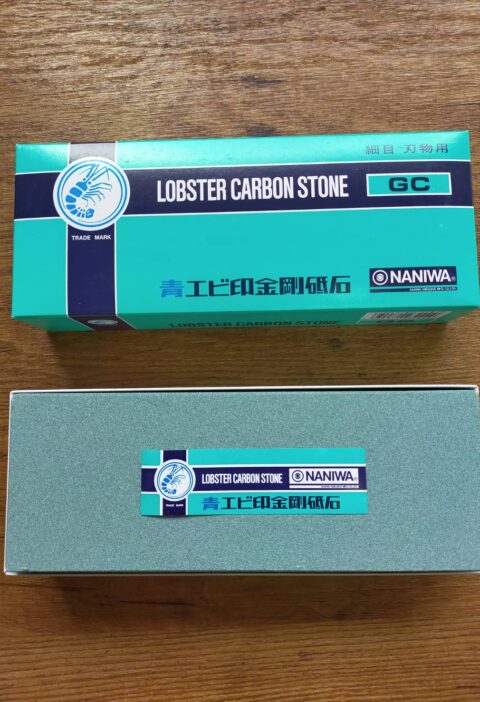 細目-刃物用
LOBSTER CARBON STONE GC
TRADE MARK
青エビ印金剛砥石
NANIWA®
LOBSTER CARBON STONE
LOBSTER CARBON STONE
NANIWA®
TRADE MARK
青エビ印金剛砥石